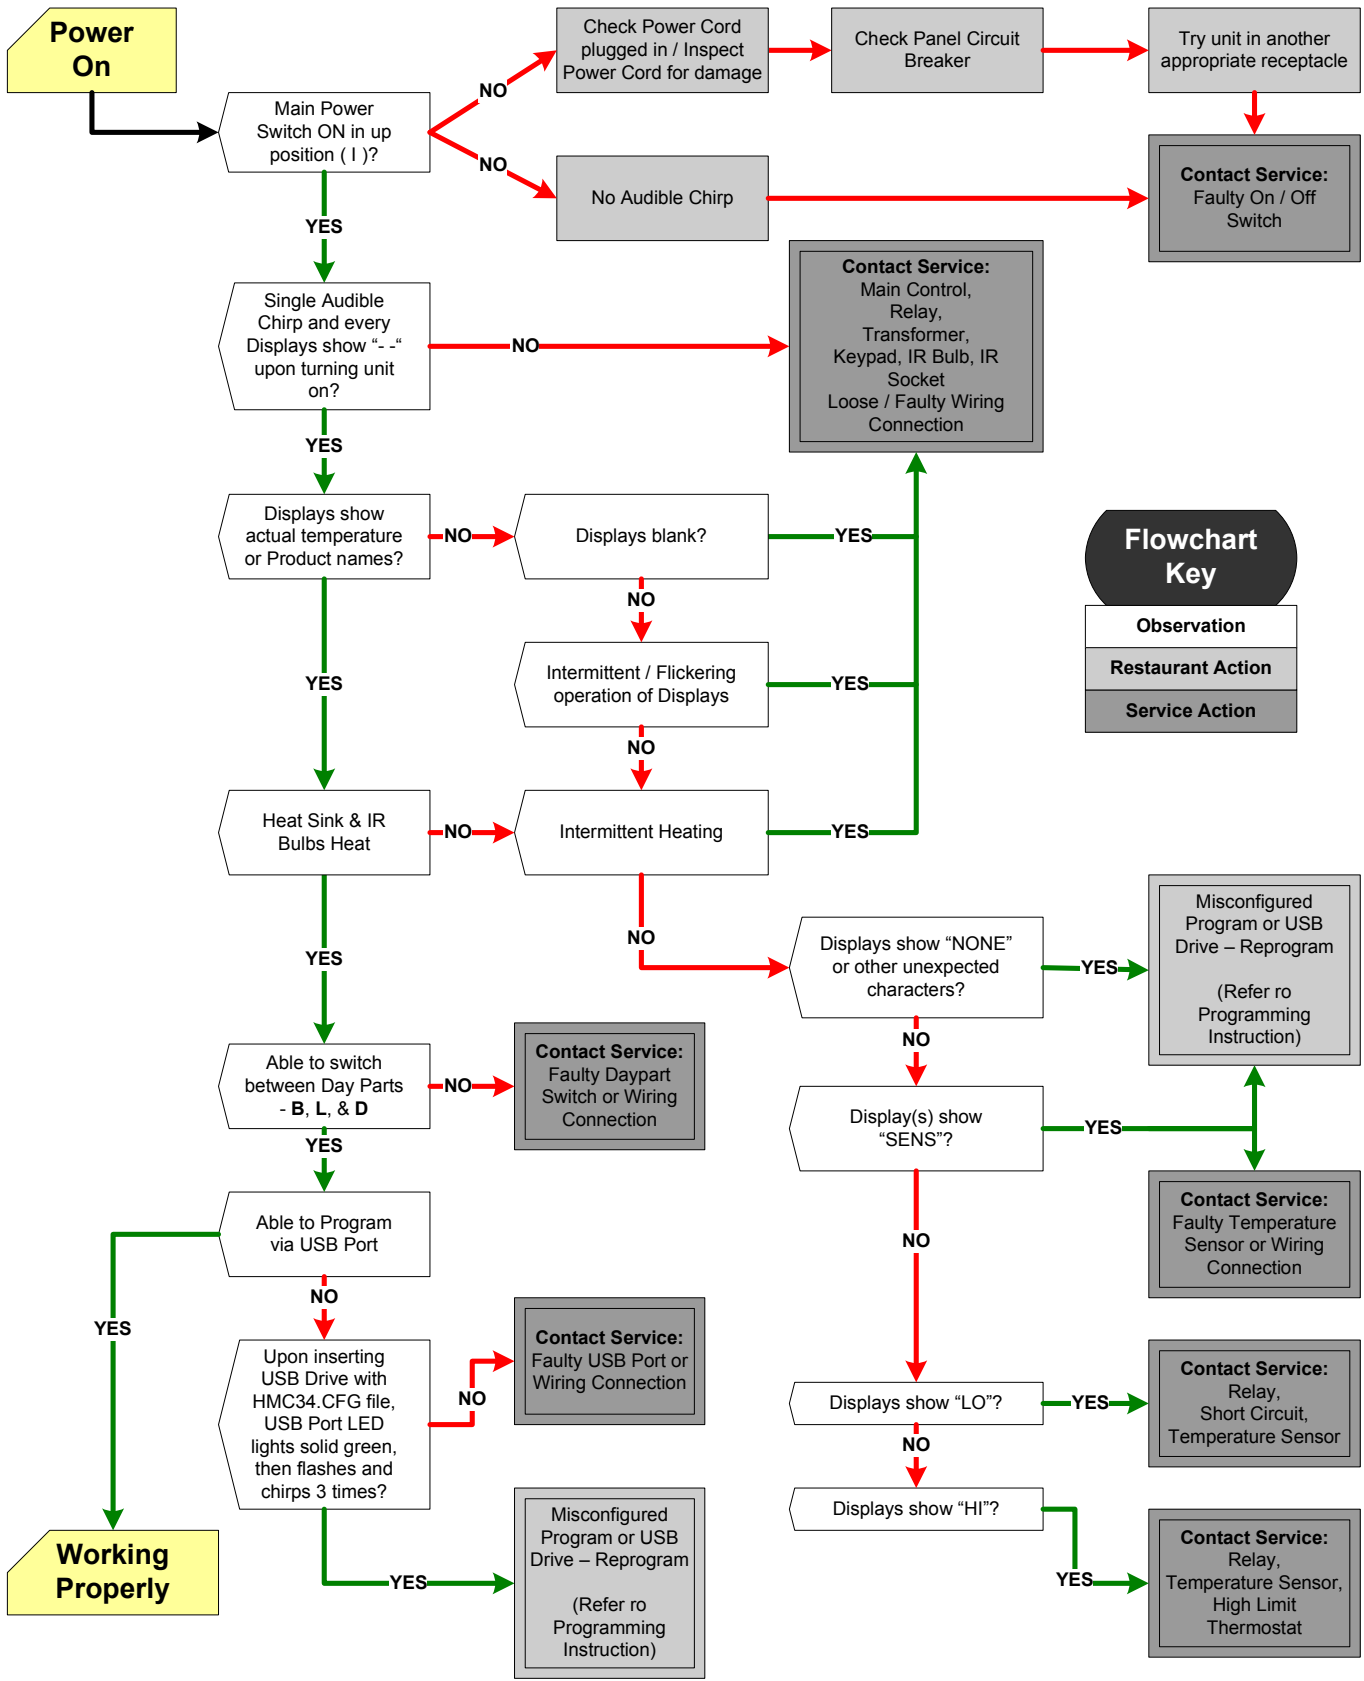 Power
On
Main Power
Switch ON in up
position ( I )?
NO
Check Power Cord
plugged in / Inspect
Power Cord for damage
Check Panel Circuit
Breaker
Try unit in another
appropriate receptacle
NO
No Audible Chirp
Contact Service:
Faulty On / Off
Switch
YES
Single Audible
Chirp and every
Displays show “- -“
upon turning unit
on?
NO
Contact Service:
Main Control,
Relay,
Transformer,
Keypad, IR Bulb, IR
Socket
Loose / Faulty Wiring
Connection
YES
Displays show
actual temperature
or Product names?
NO
Displays blank?
YES
NO
Intermittent / Flickering
operation of Displays
YES
NO
YES
Flowchart
Key
Observation
Restaurant Action
Service Action
Heat Sink & IR
Bulbs Heat
NO
Intermittent Heating
YES
NO
YES
Displays show “NONE”
or other unexpected
characters?
YES
Misconfigured
Program or USB
Drive – Reprogram
(Refer ro
Programming
Instruction)
NO
Able to switch
between Day Parts
- B, L, & D
NO
Contact Service:
Faulty Daypart
Switch or Wiring
Connection
Display(s) show
“SENS”?
YES
YES
Contact Service:
Faulty Temperature
Sensor or Wiring
Connection
NO
Able to Program
via USB Port
NO
YES
Upon inserting
USB Drive with
HMC34.CFG file,
USB Port LED
lights solid green,
then flashes and
chirps 3 times?
NO
Contact Service:
Faulty USB Port or
Wiring Connection
Displays show “LO”?
YES
Contact Service:
Relay,
Short Circuit,
Temperature Sensor
NO
Displays show “HI”?
YES
Contact Service:
Relay,
Temperature Sensor,
High Limit
Thermostat
YES
Misconfigured
Program or USB
Drive – Reprogram
(Refer ro
Programming
Instruction)
Working
Properly